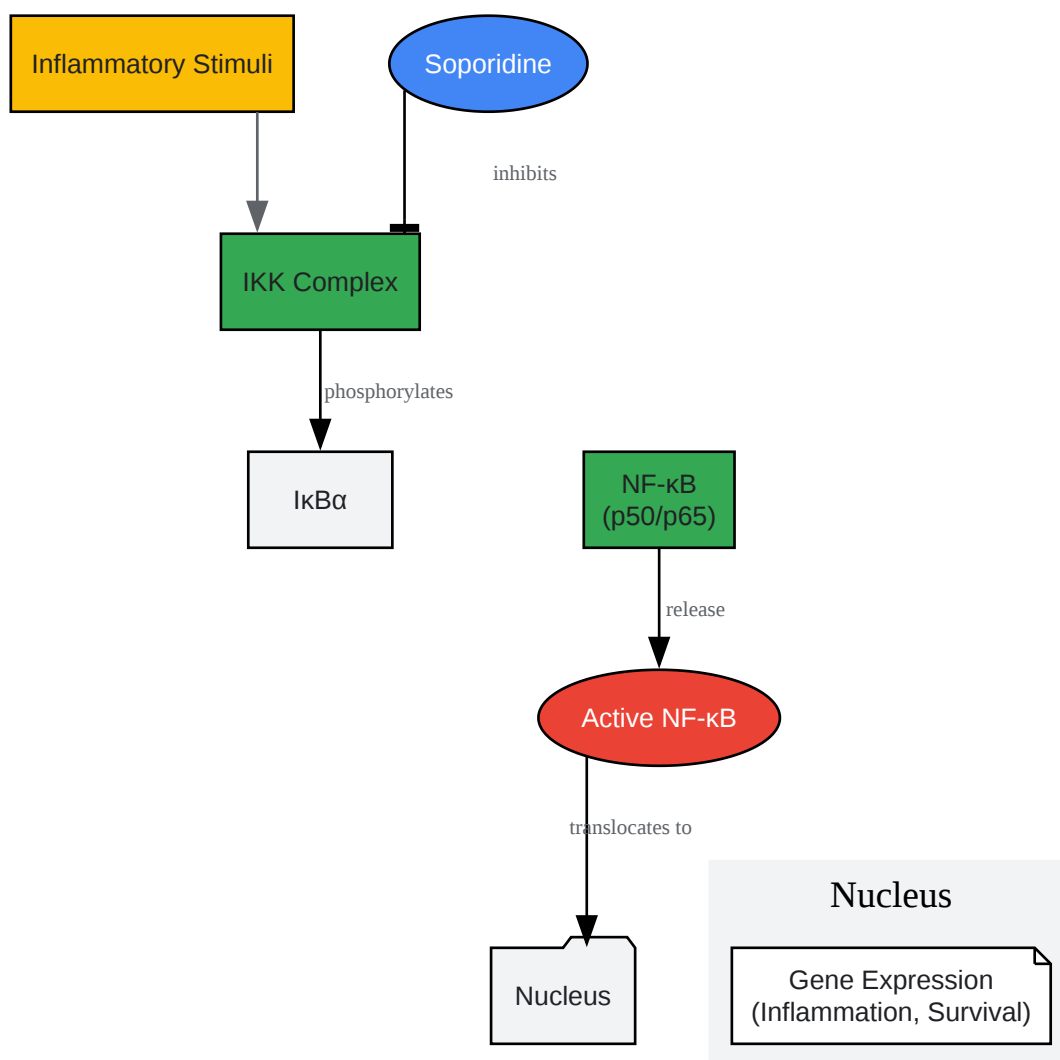 Inflammatory Stimuli
Soporidine
inhibits
IKK Complex
phosphorylates
IκBα
NF-κB
(p50/p65)
release
Active NF-κB
translocates to
Nucleus
Nucleus
Gene Expression
(Inflammation, Survival)